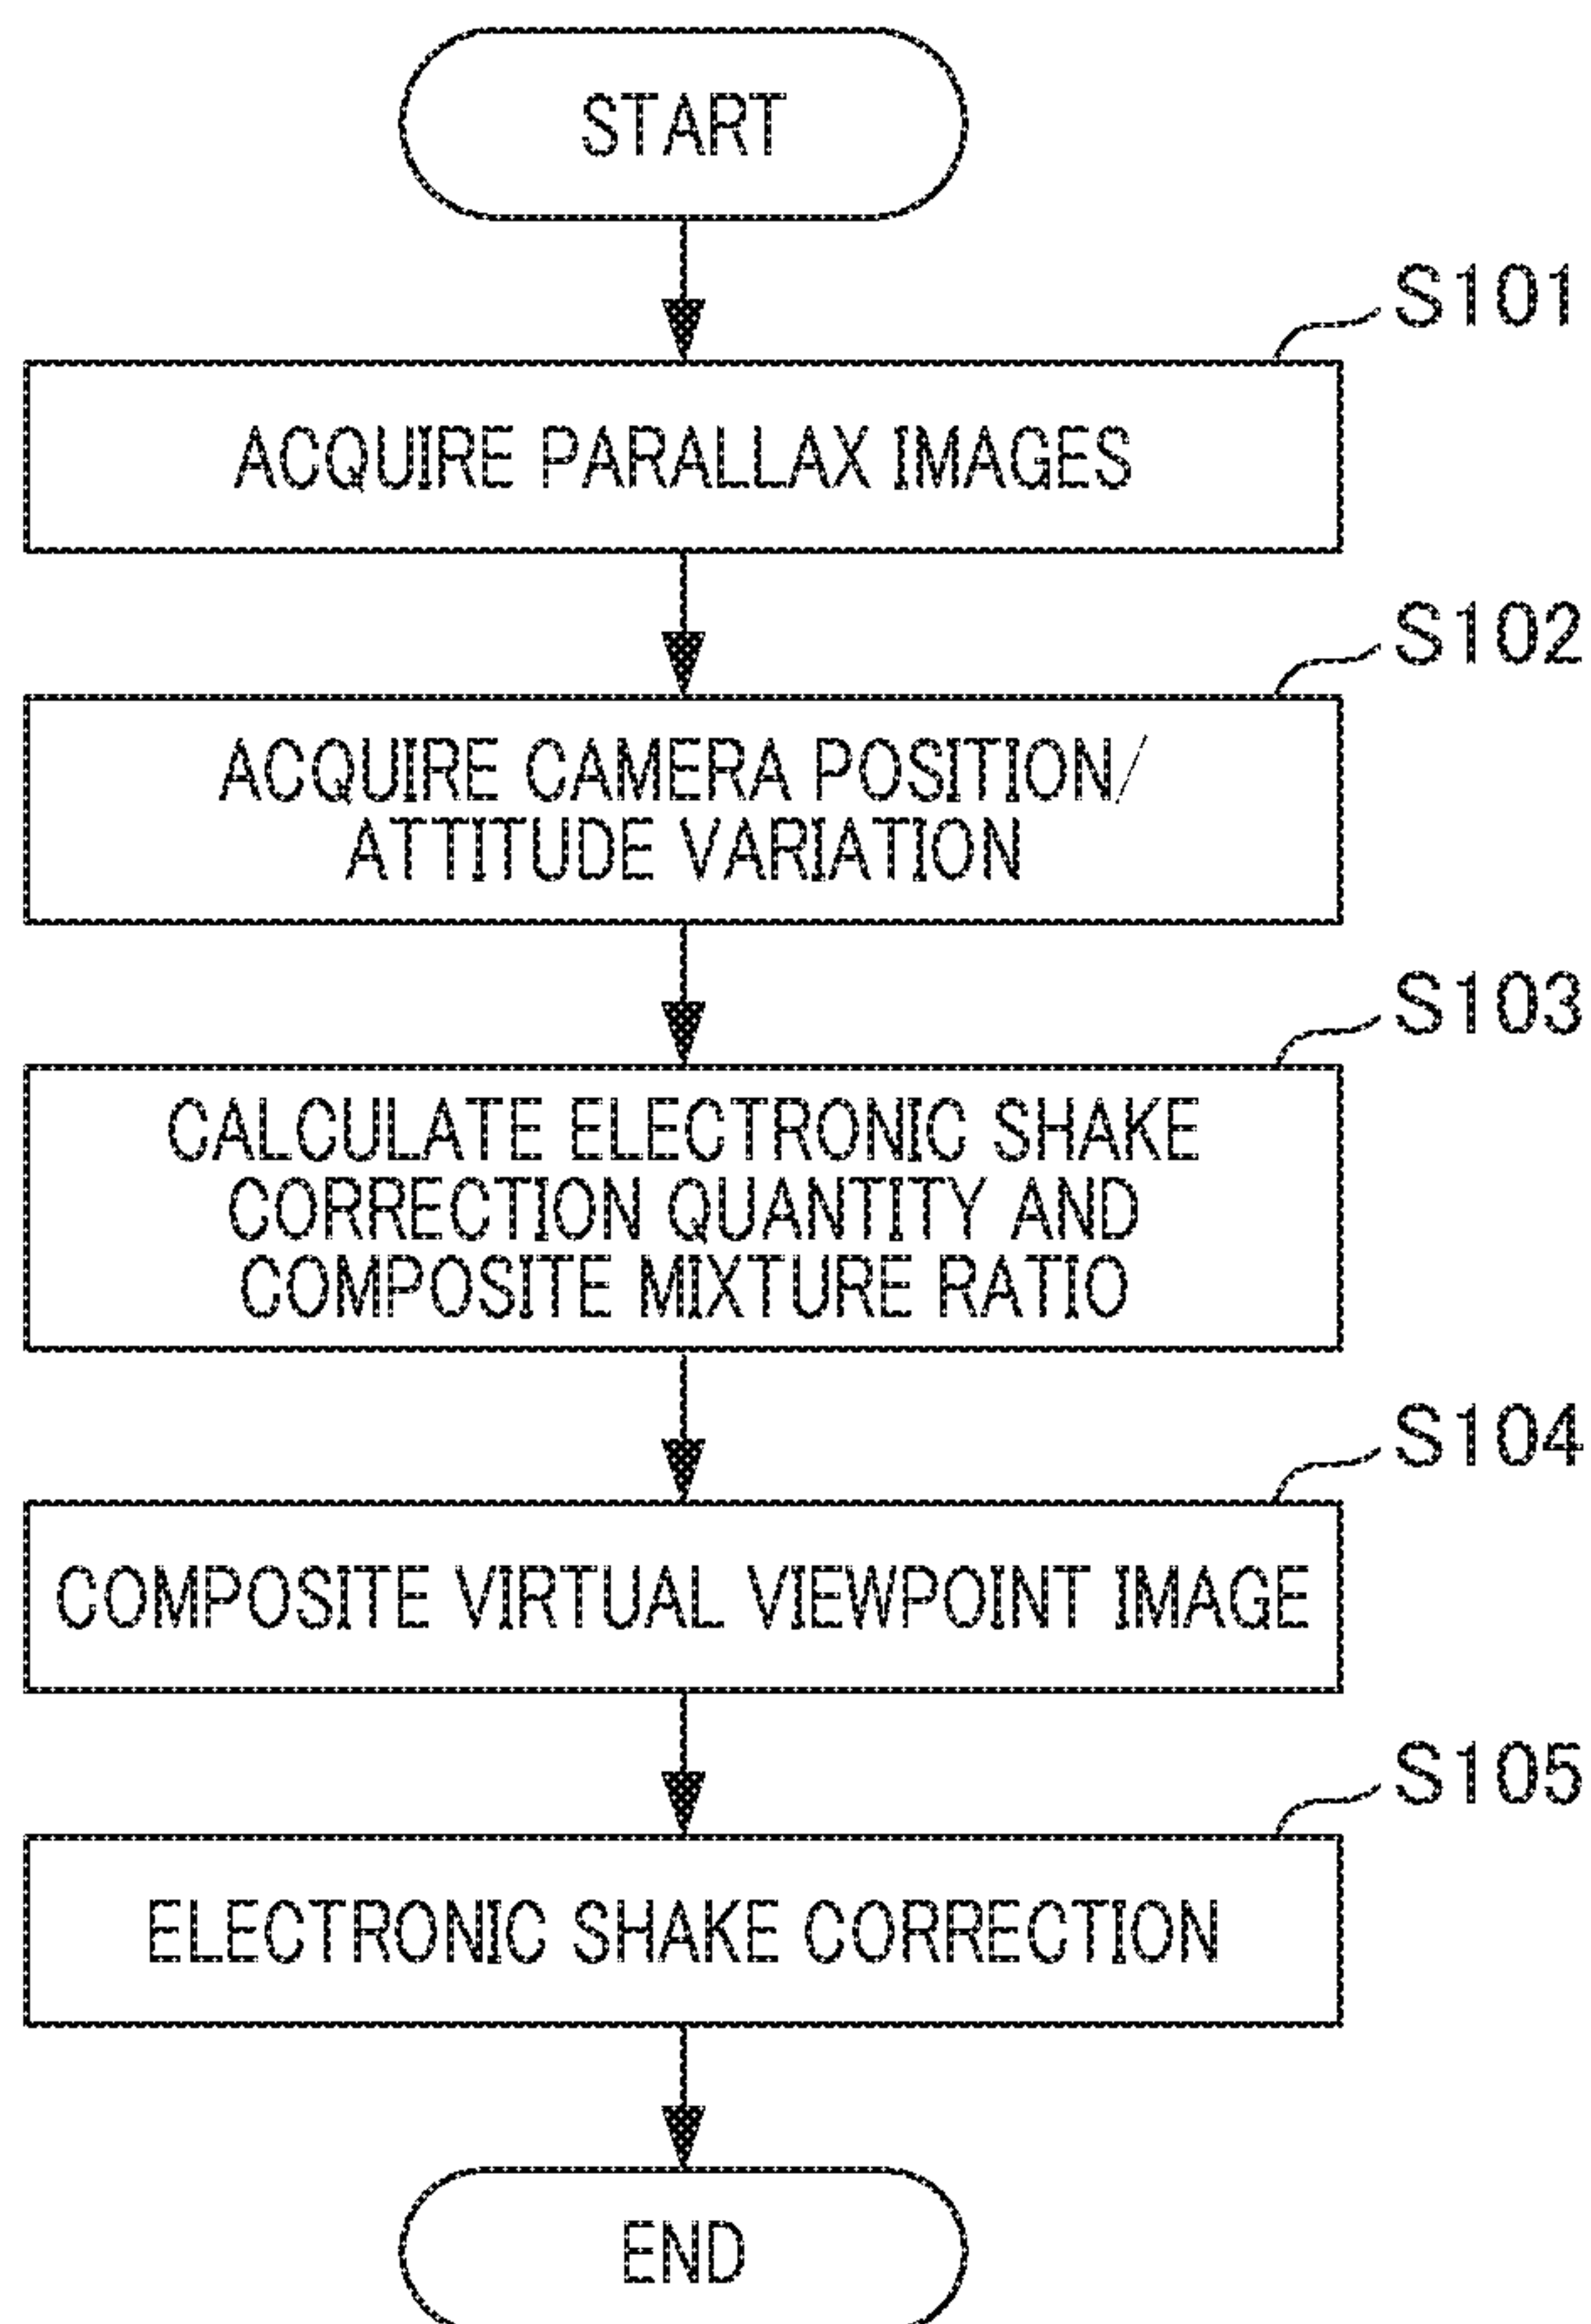 START
S101
ACQUIRE PARALLAX IMAGES
S102
ACQUIRE CAMERA POSITION/
ATTITUDE VARIATION
S103
CALCULATE ELECTRONIC SHAKE
CORRECTION QUANTITY AND
COMPOSITE MIXTURE RATIO
S104
COMPOSITE VIRTUAL VIEWPOINT IMAGE
S105
ELECTRONIC SHAKE CORRECTION
END